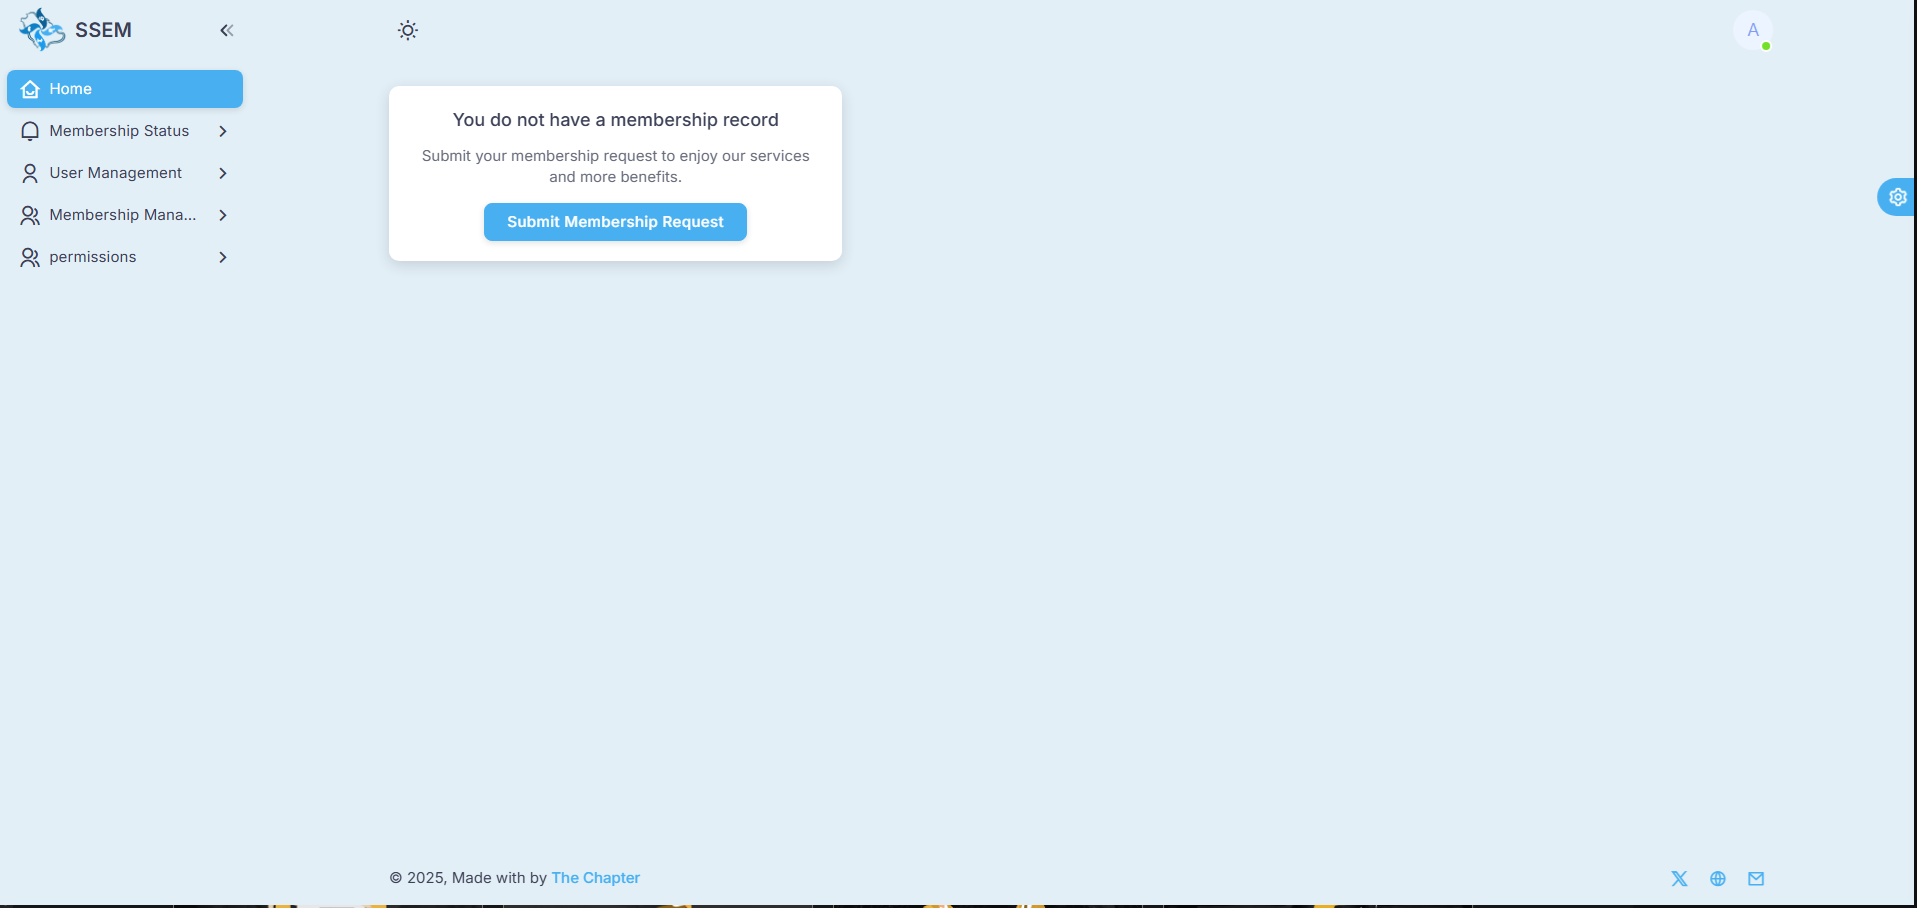 SSEM
Home
Membership Status
User Management
Membership Mana...
permissions
A
You do not have a membership record
Submit your membership request to enjoy our services
and more benefits.
Submit Membership Request
© 2025, Made with by The Chapter